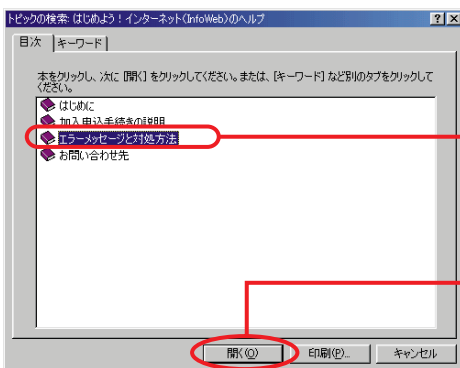 トピックの検索: はじめよう！インターネット(InfoWeb)のヘルプ
目次 キーワード
本をクリックし、次に [開く] をクリックしてください。または、[キーワード] など別のタブをクリックして
ください。
はじめに
加入申込手続きの説明
エラーメッセージと対処方法
お問い合わせ先
開く(O) 印刷(P)... キャンセル